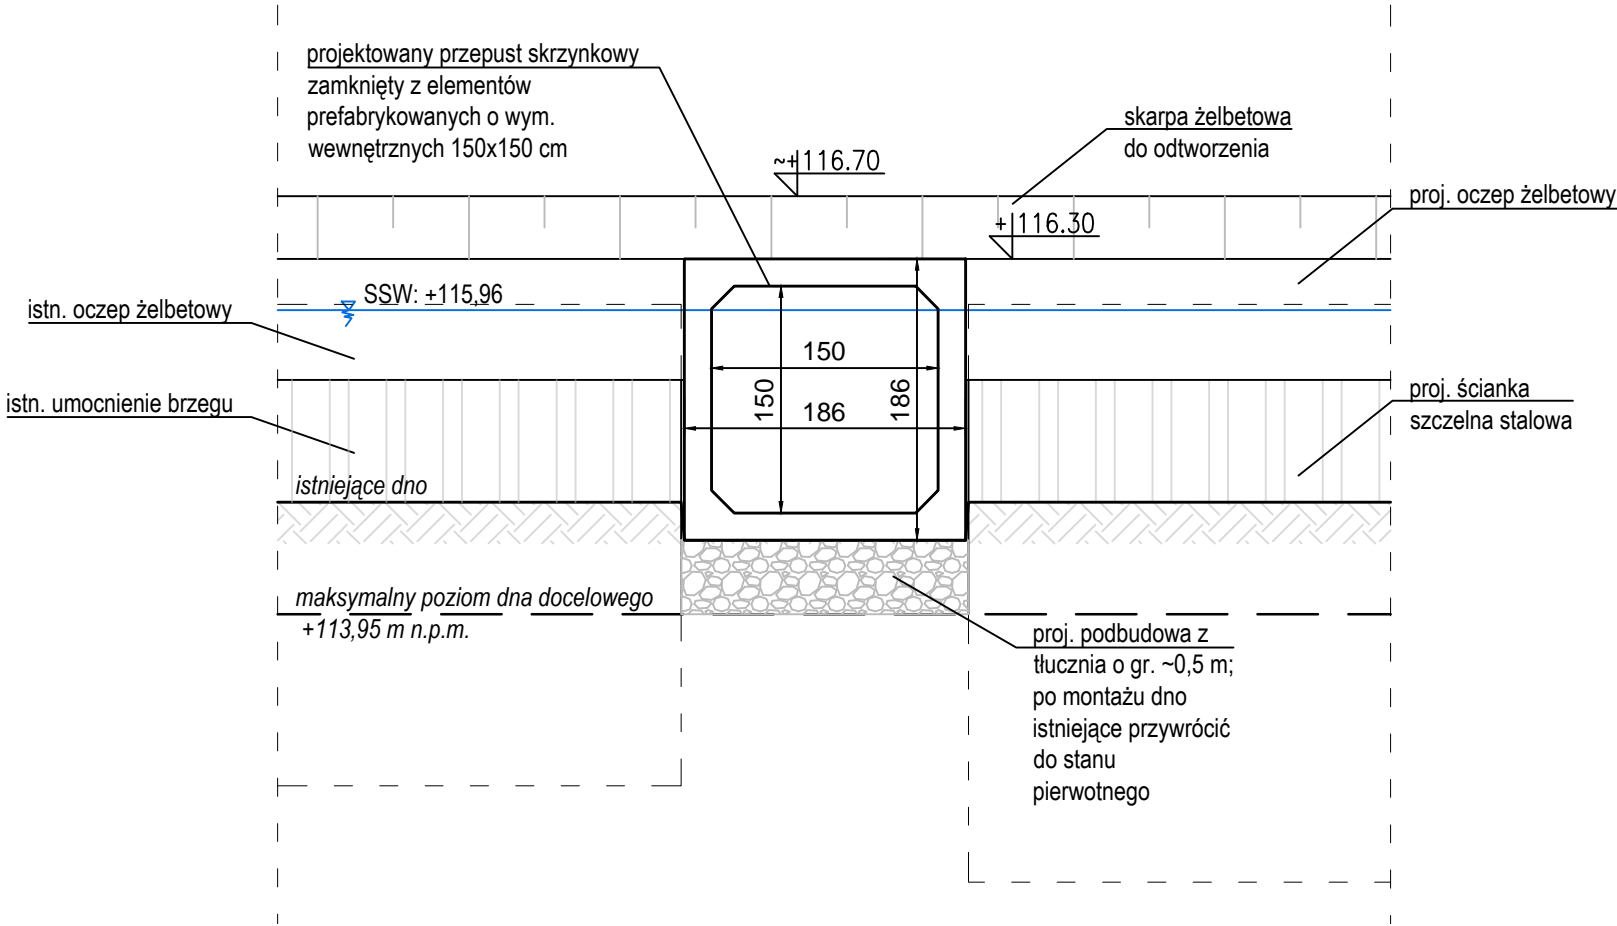 projektowany przepust skrzynkowy
zamknięty z elementów
prefabrykowanych o wym.
wewnętrznych 150x150 cm
skarpa żelbetowa
do odtworzenia
~+116.70
proj. oczep żelbetowy
+116.30
SSW: +115,96
istn. oczep żelbetowy
150
150
186
186
istn. umocnienie brzegu
proj. ścianka
szczelna stalowa
istniejące dno
maksymalny poziom dna docelowego
+113,95 m n.p.m.
proj. podbudowa z
tłucznia o gr. ~0,5 m;
po montażu dno
istniejące przywrócić
do stanu
pierwotnego